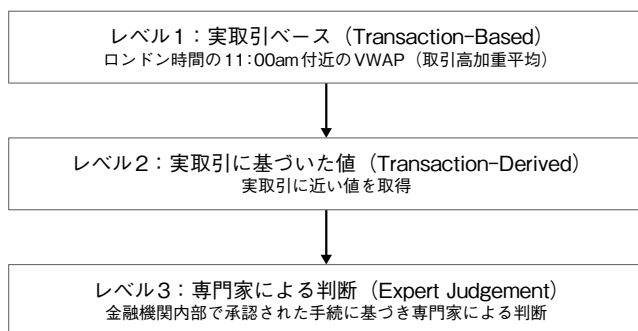 レベル1：実取引ベース（Transaction-Based）
ロンドン時間の11:00am付近のVWAP（取引高加重平均）
レベル2：実取引に基づいた値（Transaction-Derived）
実取引に近い値を取得
レベル3：専門家による判断（Expert Judgement）
金融機関内部で承認された手続に基づき専門家による判断